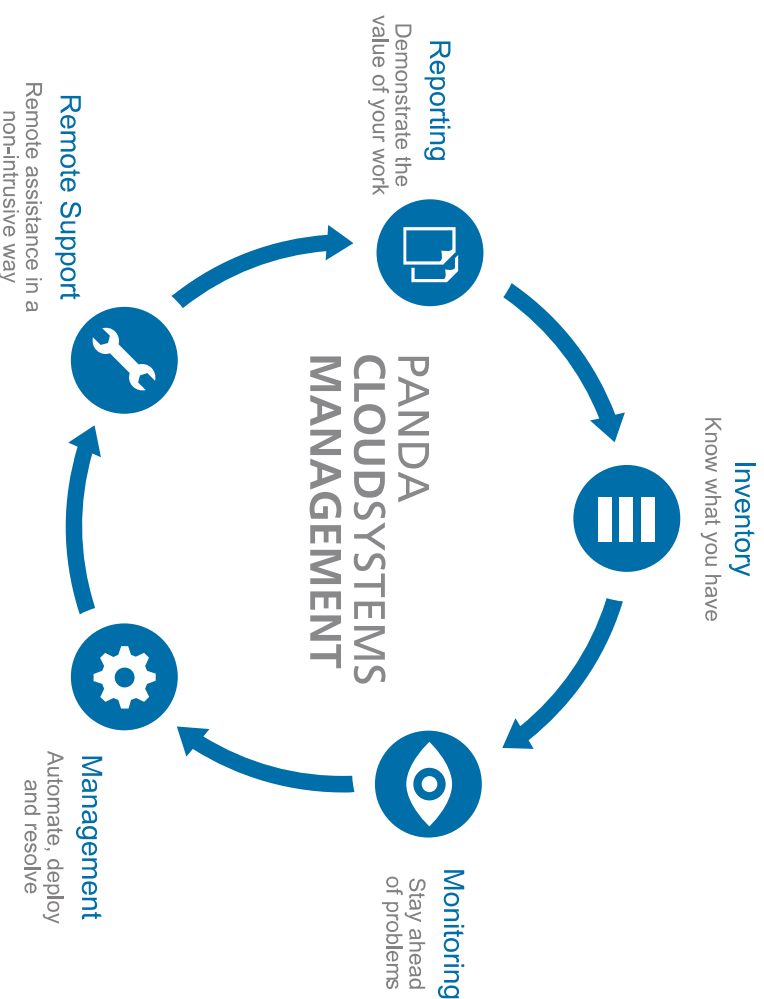 Inventory
Know what you have
Reporting
Demonstrate the
value of your work
PANDA
CLOUDSYSTEMS
MANAGEMENT
Monitoring
Stay ahead
of problems
Remote Support
Remote assistance in a
non-intrusive way
Management
Automate, deploy
and resolve